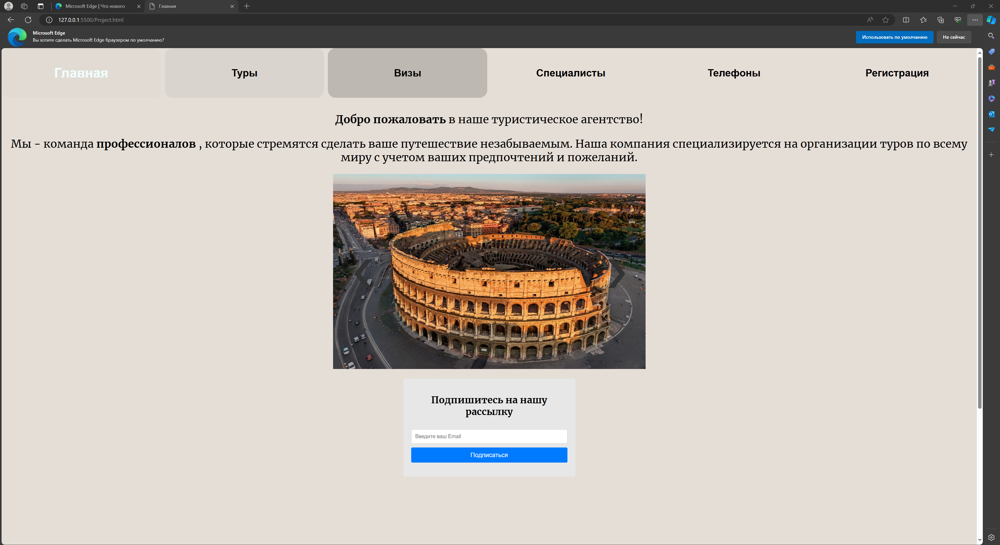 Microsoft Edge | Что нового
Главная
127.0.0.1:5500/Project.html
Microsoft Edge
Вы хотите сделать Microsoft Edge браузером по умолчанию?
Использовать по умолчанию
Не сейчас
Главная
Туры
Визы
Специалисты
Телефоны
Регистрация
Добро пожаловать в наше туристическое агентство!
Мы - команда профессионалов , которые стремятся сделать ваше путешествие незабываемым. Наша компания специализируется на организации туров по всему
миру с учетом ваших предпочтений и пожеланий.
Подпишитесь на нашу
рассылку
Введите ваш Email
Подписаться